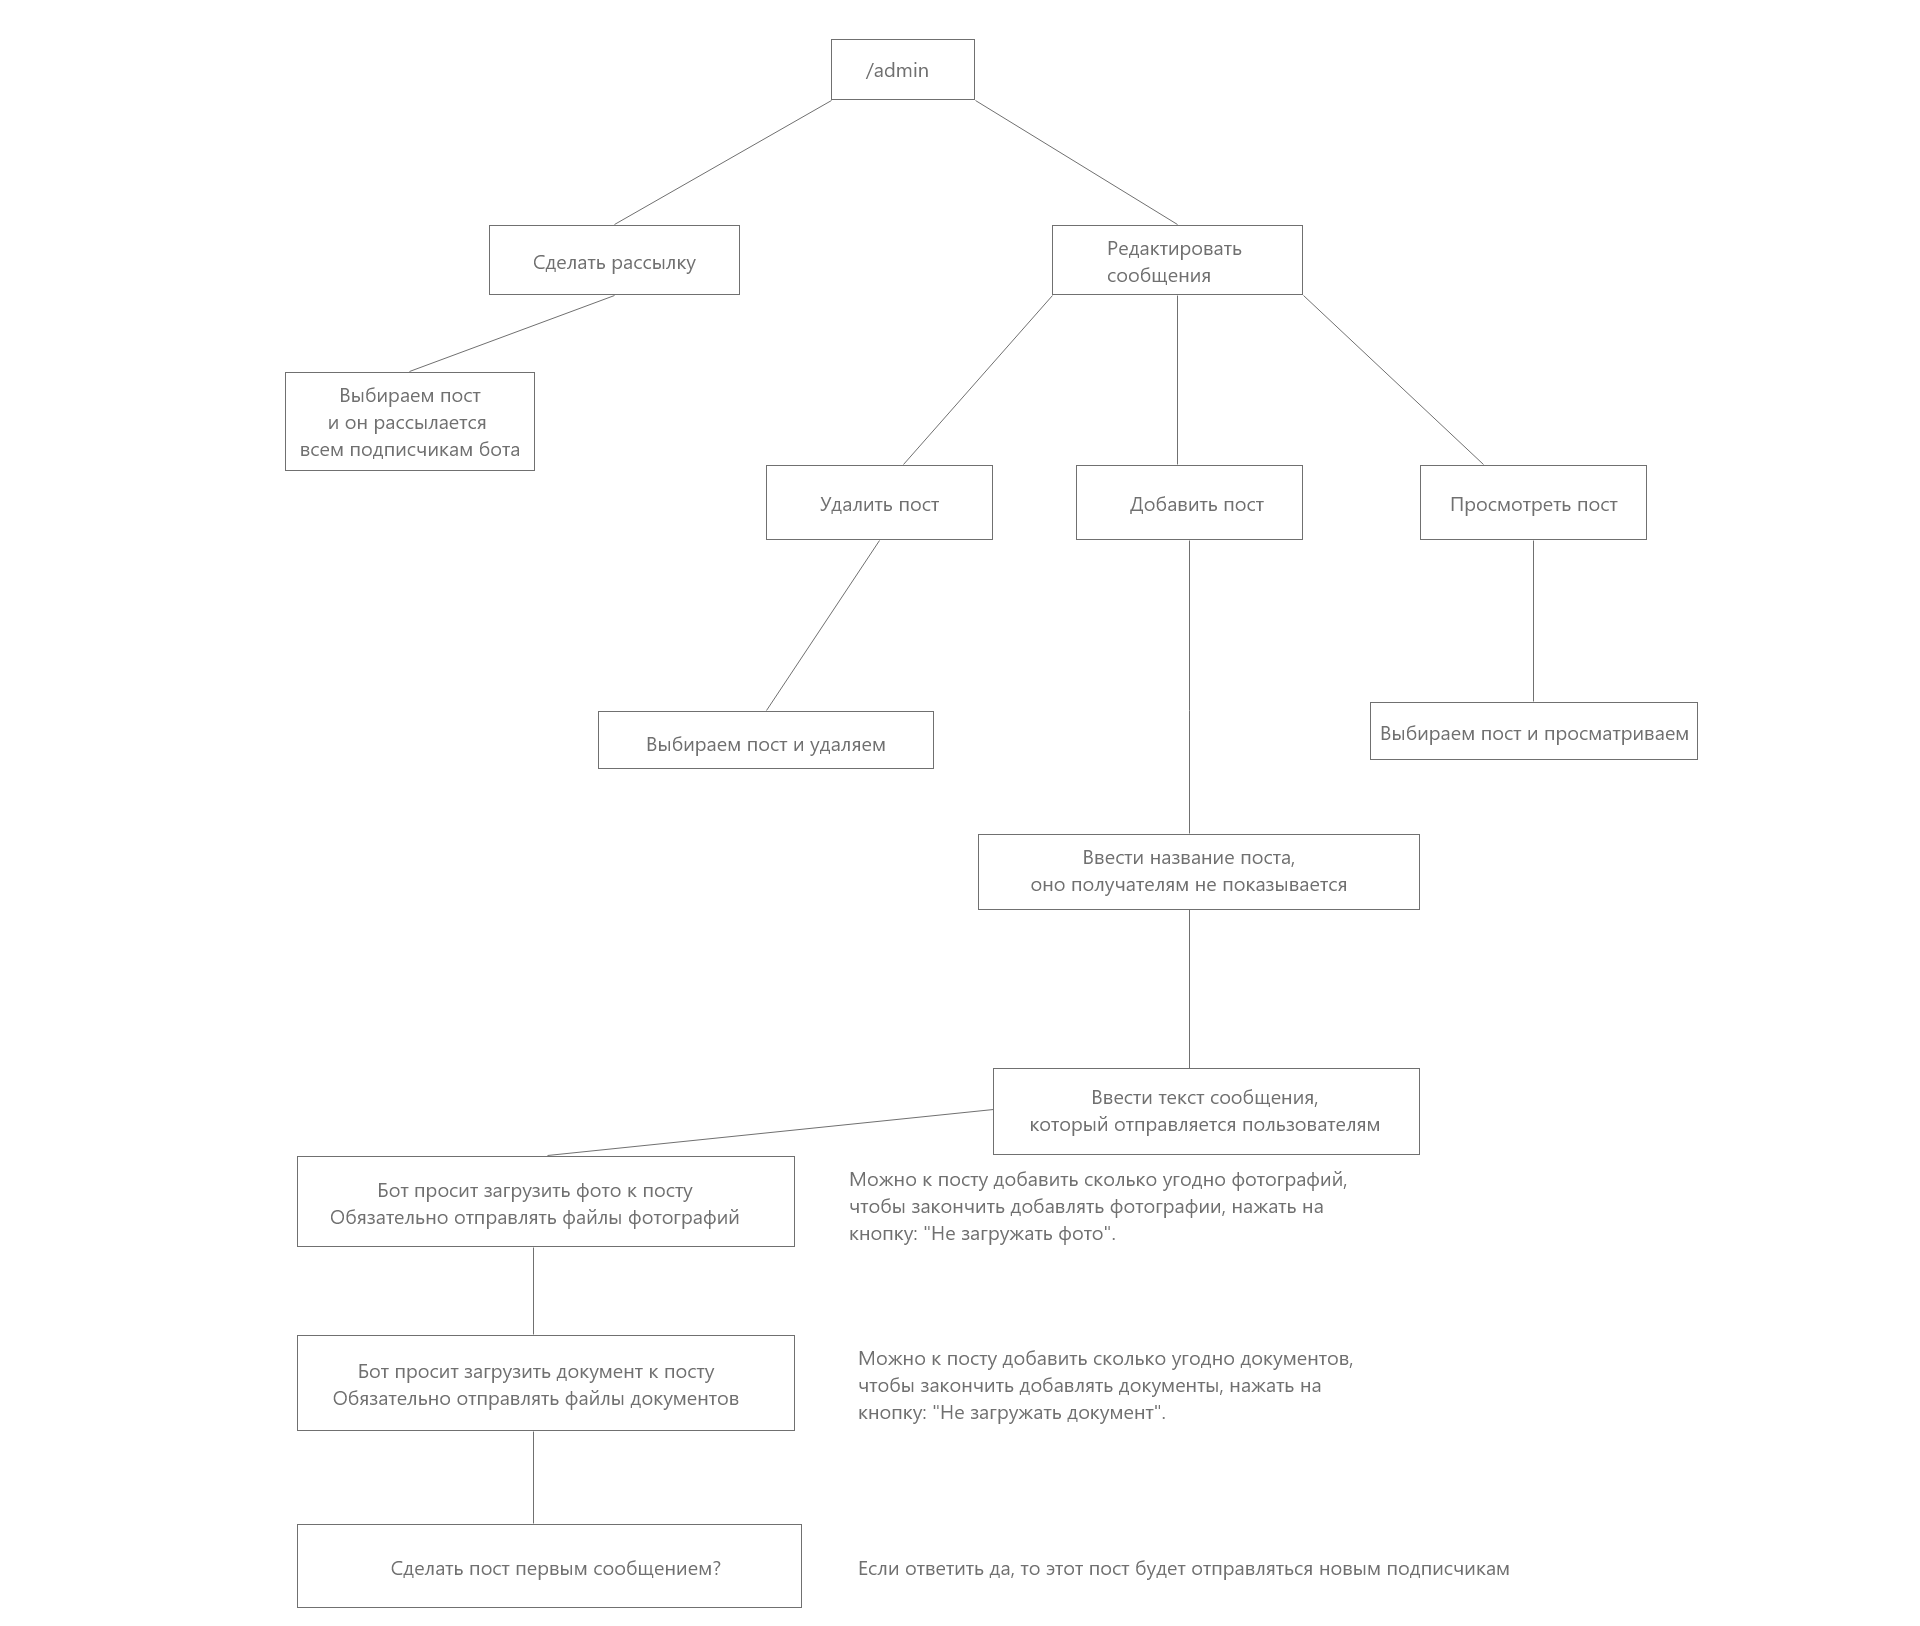 /admin
Сделать рассылку
Редактировать
сообщения
Выбираем пост
и он рассылается
всем подписчикам бота
Удалить пост
Добавить пост
Просмотреть пост
Выбираем пост и удаляем
Выбираем пост и просматриваем
Ввести название поста,
оно получателям не показывается
Ввести текст сообщения,
который отправляется пользователям
Бот просит загрузить фото к посту
Обязательно отправлять файлы фотографий
Можно к посту добавить сколько угодно фотографий,
чтобы закончить добавлять фотографии, нажать на
кнопку: "Не загружать фото".
Бот просит загрузить документ к посту
Обязательно отправлять файлы документов
Можно к посту добавить сколько угодно документов,
чтобы закончить добавлять документы, нажать на
кнопку: "Не загружать документ".
Сделать пост первым сообщением?
Если ответить да, то этот пост будет отправляться новым подписчикам